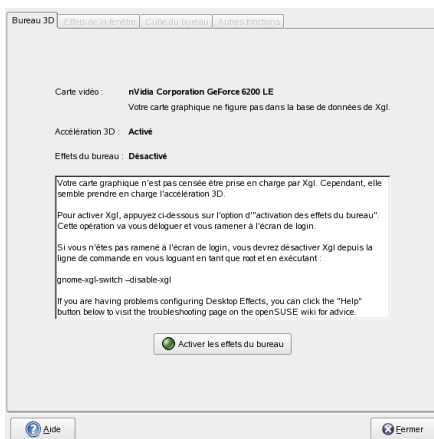 Bureau 3D Effets de la fenêtre Cube du bureau Autres fonctions
Carte vidéo : nVidia Corporation GeForce 6200 LE
Votre carte graphique ne figure pas dans la base de données de Xgl.
Accélération 3D : Activé
Effets du bureau : Désactivé
Votre carte graphique n'est pas censée être prise en charge par Xgl. Cependant, elle
semble prendre en charge l'accélération 3D.
Pour activer Xgl, appuyez ci-dessous sur l'option d'"activation des effets du bureau".
Cette opération va vous déloguer et vous ramener à l'écran de login.
Si vous n'êtes pas ramené à l'écran de login, vous devrez désactiver Xgl depuis la
ligne de commande en vous loguant en tant que root et en exécutant :
gnome-xgl-switch --disable-xgl
If you are having problems configuring Desktop Effects, you can click the "Help"
button below to visit the troubleshooting page on the openSUSE wiki for advice.
Activer les effets du bureau
Aide Fermer